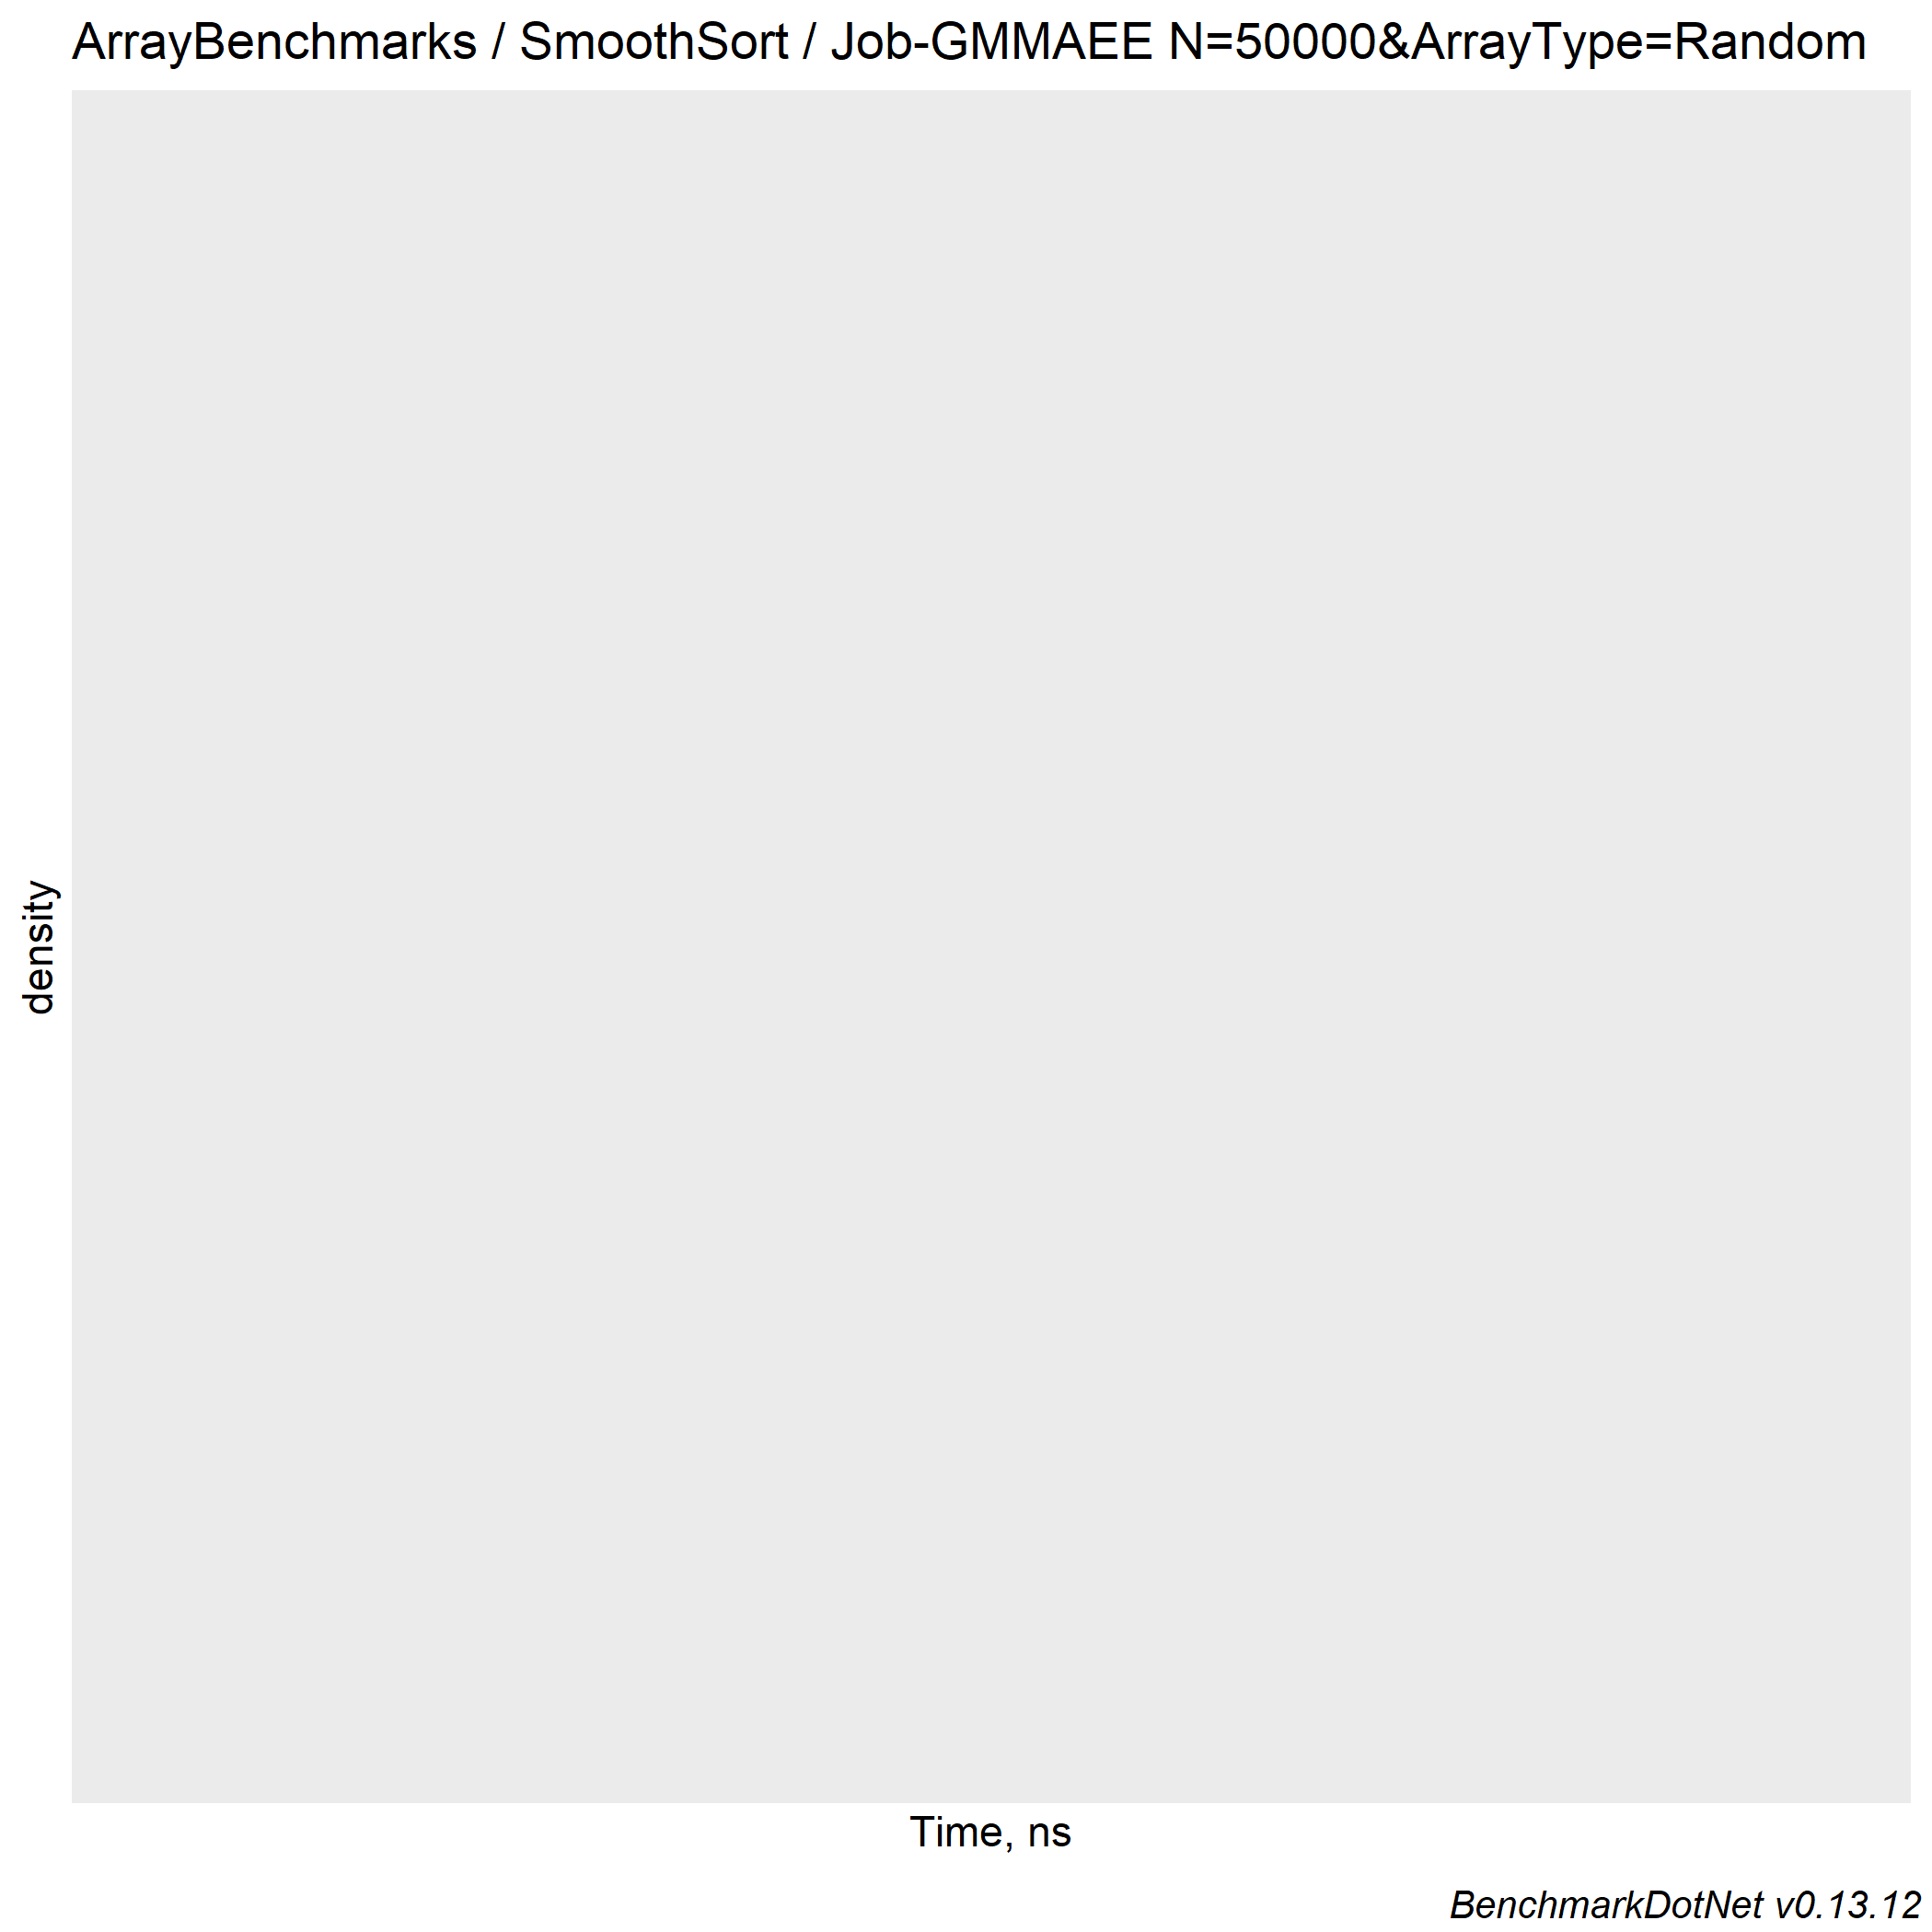 ArrayBenchmarks / SmoothSort / Job-GMMAEE N=50000&ArrayType=Random
density
Time, ns
BenchmarkDotNet v0.13.12